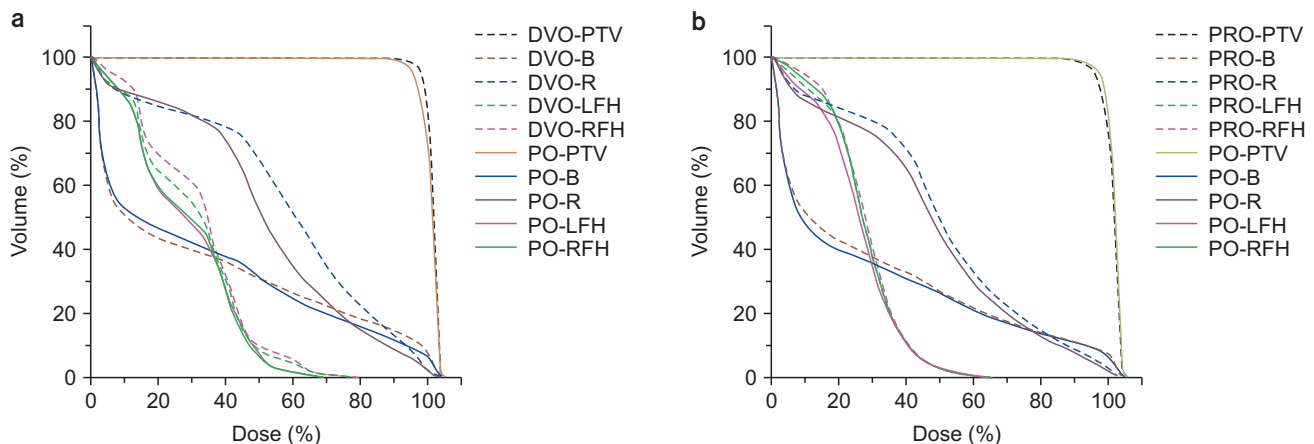 a
Volume (%)
100
80
60
40
20
0
0 20 40 60 80 100
Dose (%)
DVO-PTV
DVO-B
DVO-R
DVO-LFH
DVO-RFH
PO-PTV
PO-B
PO-R
PO-LFH
PO-RFH
b
Volume (%)
100
80
60
40
20
0
0 20 40 60 80 100
Dose (%)
PRO-PTV
PRO-B
PRO-R
PRO-LFH
PRO-RFH
PO-PTV
PO-B
PO-R
PO-LFH
PO-RFH